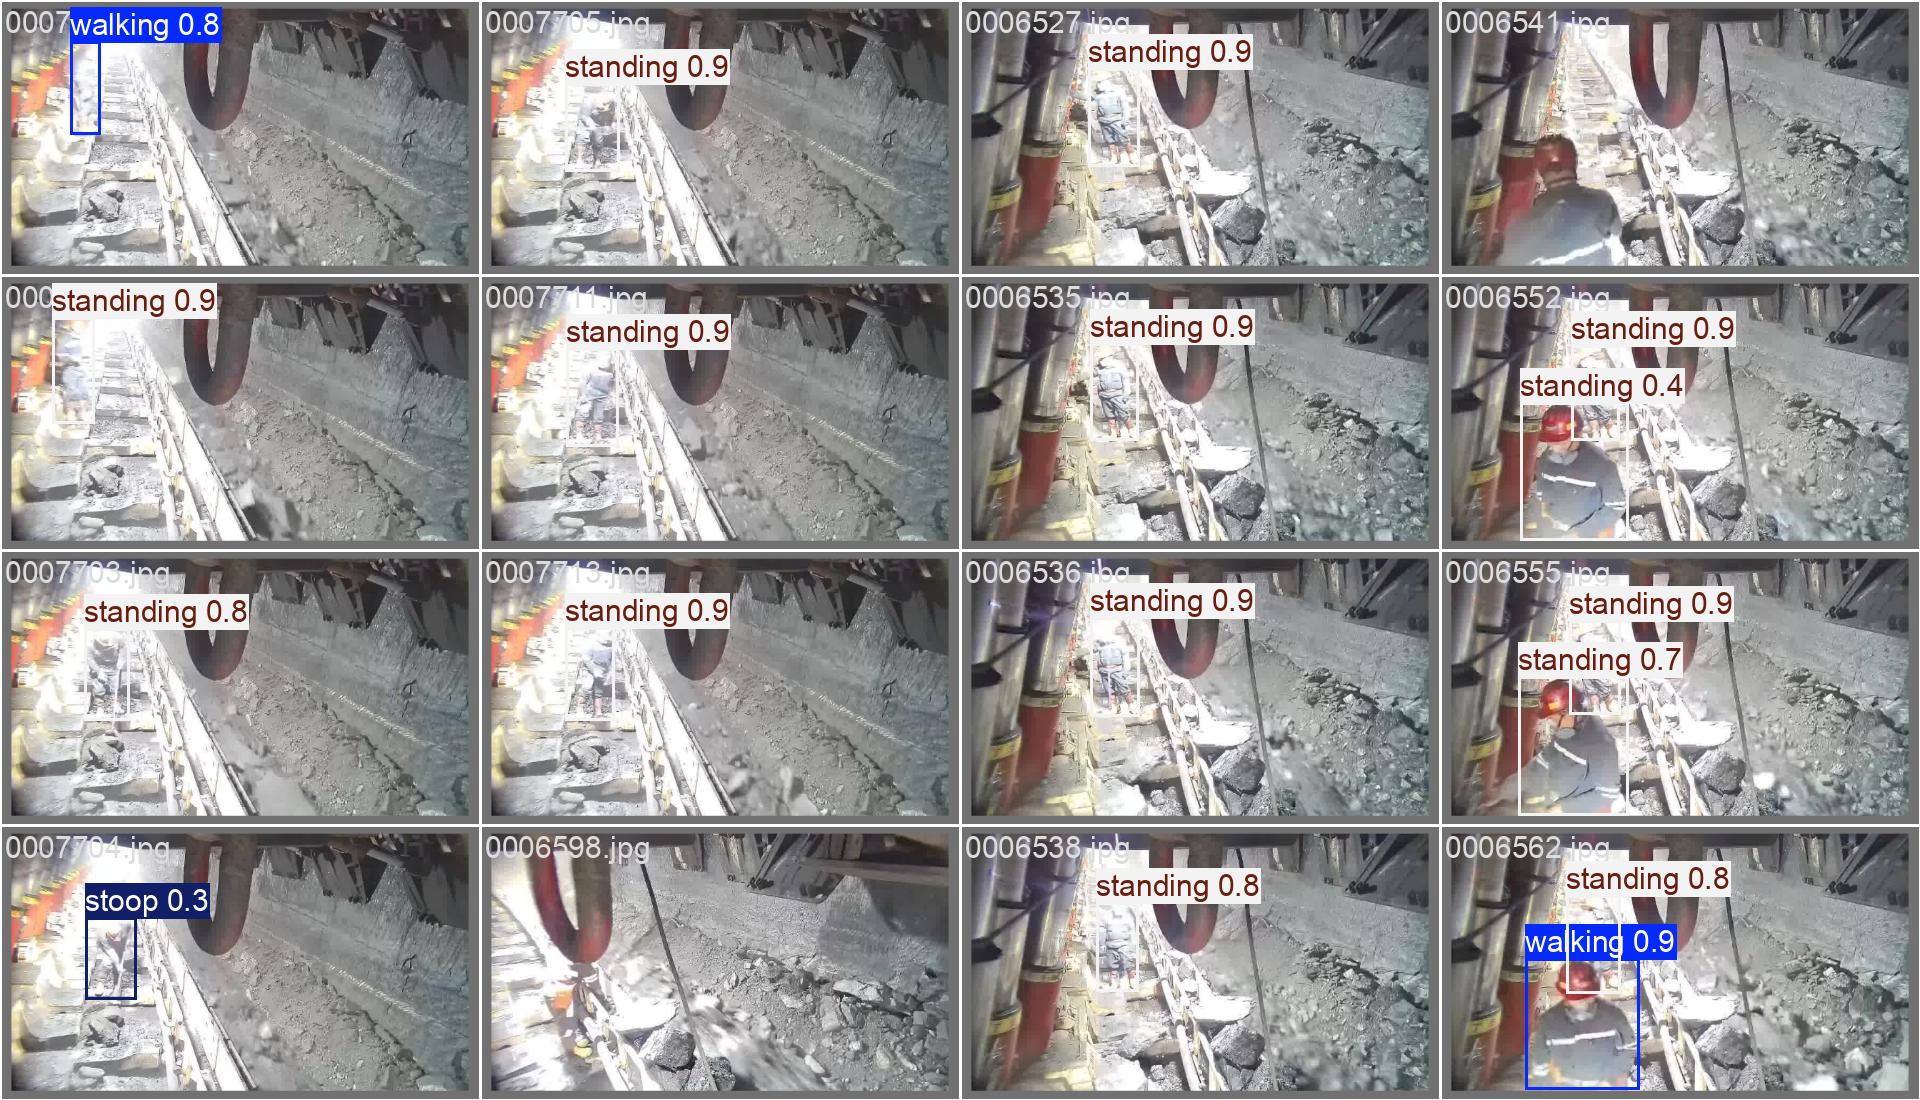 0007
walking 0.8
0007705.jpg
standing 0.9
0006527.jpg
standing 0.9
0006541.jpg
000
standing 0.9
0007711.jpg
standing 0.9
0006535.jpg
standing 0.9
0006552.jpg
standing 0.9
standing 0.4
0007703.jpg
standing 0.8
0007713.jpg
standing 0.9
0006536.jpg
standing 0.9
0006555.jpg
standing 0.9
standing 0.7
0007704.jpg
stoop 0.3
0006598.jpg
0006538.jpg
standing 0.8
0006562.jpg
standing 0.8
walking 0.9